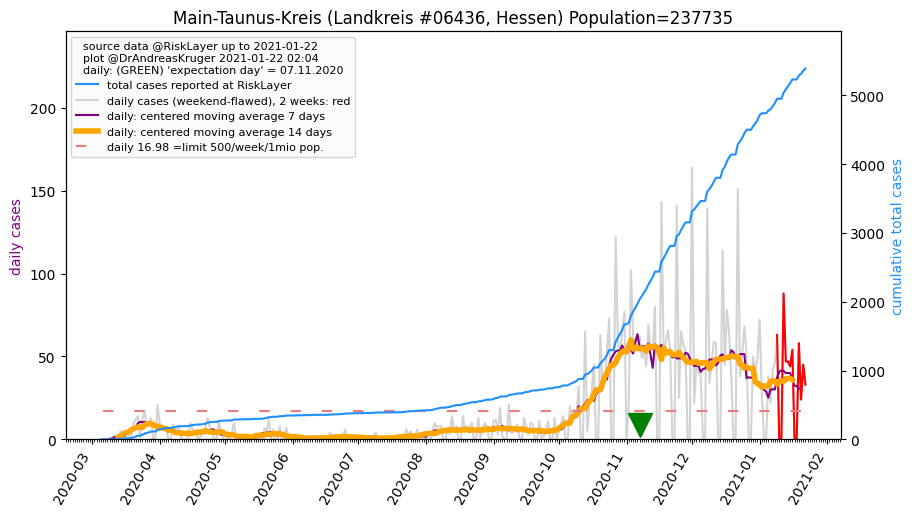 Main-Taunus-Kreis (Landkreis #06436, Hessen) Population=237735
source data @RiskLayer up to 2021-01-22
plot @DrAndreasKruger 2021-01-22 02:04
daily: (GREEN) 'expectation day' = 07.11.2020
total cases reported at RiskLayer
daily cases (weekend-flawed), 2 weeks: red
daily: centered moving average 7 days
daily: centered moving average 14 days
daily 16.98 =limit 500/week/1mio pop.
daily cases
200
150
100
50
0
cumulative total cases
5000
4000
3000
2000
1000
0
2020-03
2020-04
2020-05
2020-06
2020-07
2020-08
2020-09
2020-10
2020-11
2020-12
2021-01
2021-02